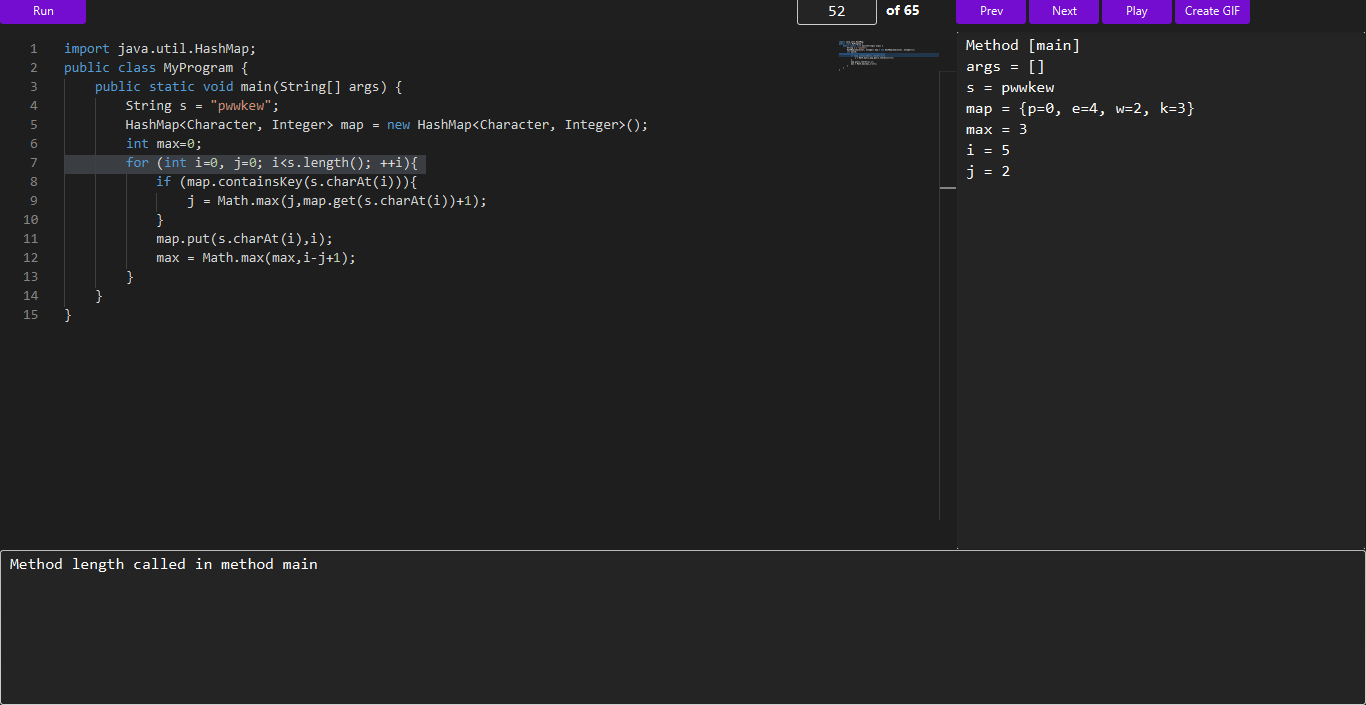 Run
52 of 65 Prev Next Play Create GIF
1 import java.util.HashMap;
2 public class MyProgram {
3     public static void main(String[] args) {
4         String s = "pwwkew";
5         HashMap<Character, Integer> map = new HashMap<Character, Integer>();
6         int max=0;
7         for (int i=0, j=0; i<s.length(); ++i){
8             if (map.containsKey(s.charAt(i))){
9                 j = Math.max(j,map.get(s.charAt(i))+1);
10             }
11             map.put(s.charAt(i),i);
12             max = Math.max(max,i-j+1);
13         }
14     }
15 }
Method [main]
args = []
s = pwwkew
map = {p=0, e=4, w=2, k=3}
max = 3
i = 5
j = 2
Method length called in method main